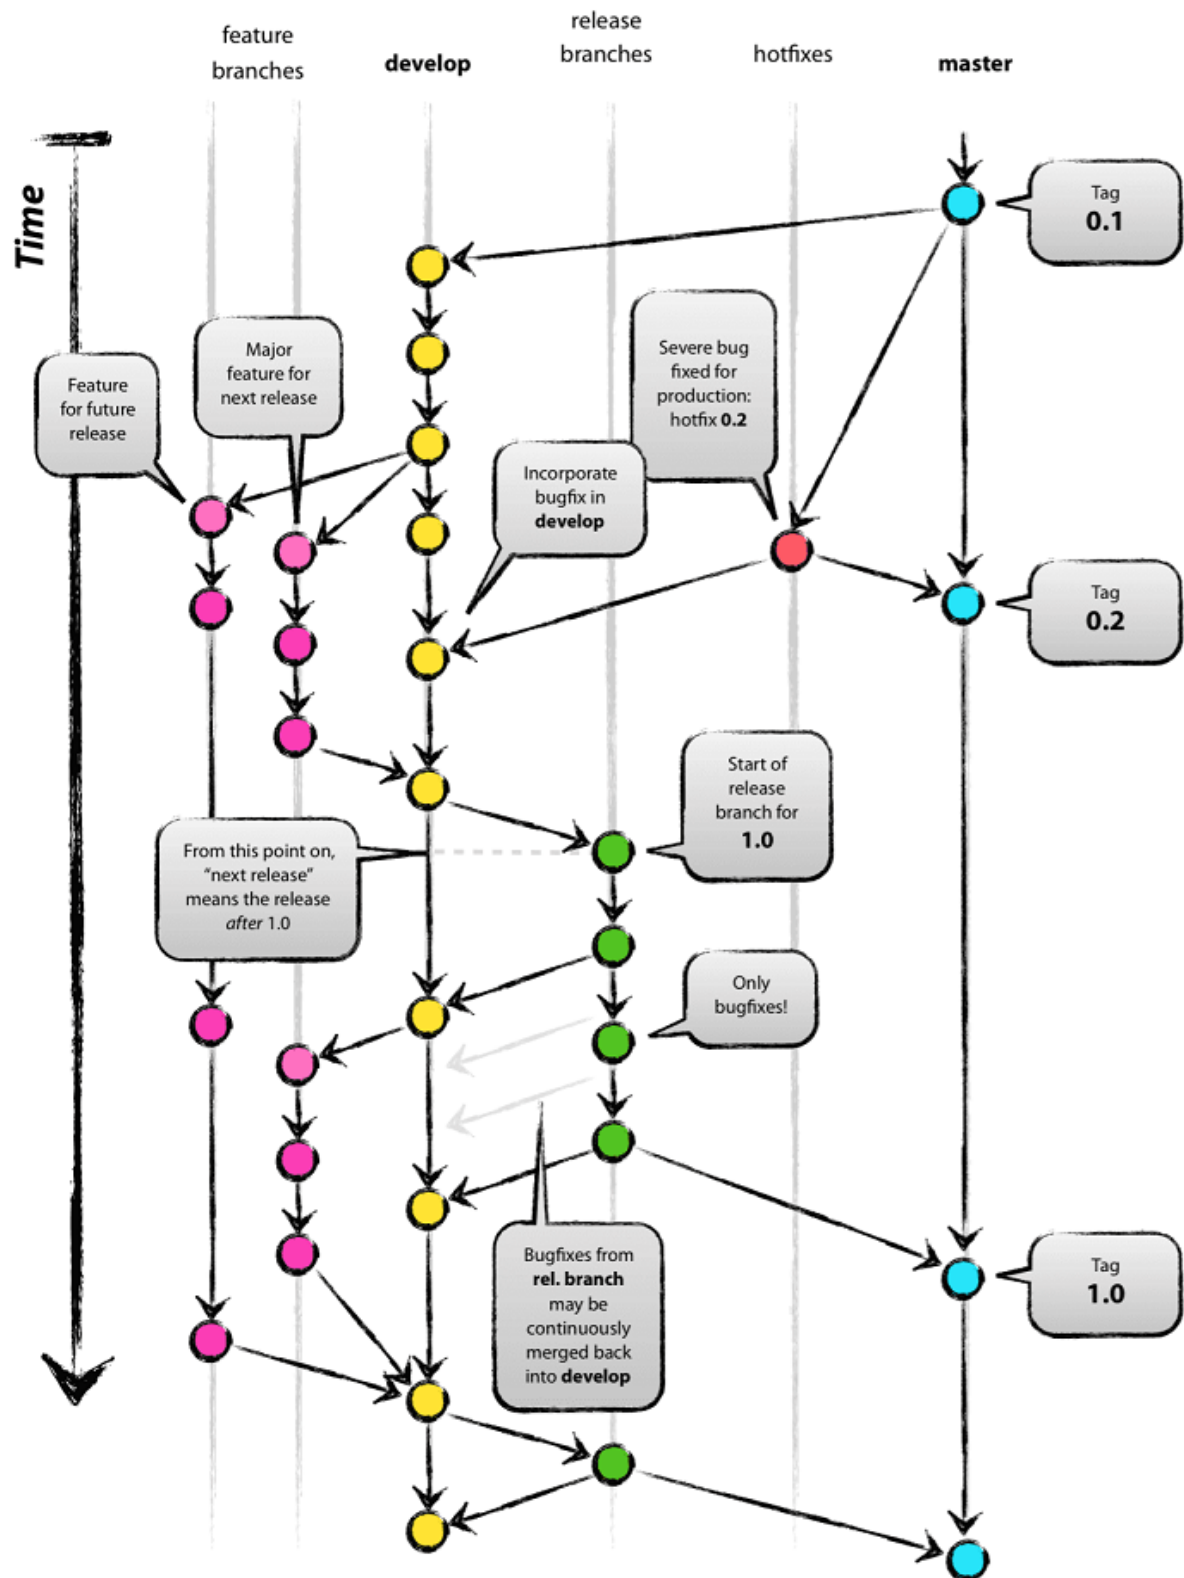 feature
branches
develop
release
branches
hotfixes
master
Time
Tag
0.1
Major
feature for
next release
Feature
for future
release
Severe bug
fixed for
production:
hotfix 0.2
Incorporate
bugfix in
develop
Tag
0.2
Start of
release
branch for
1.0
From this point on,
“next release”
means the release
after 1.0
Only
bugfixes!
Bugfixes from
rel. branch
may be
continuously
merged back
into develop
Tag
1.0